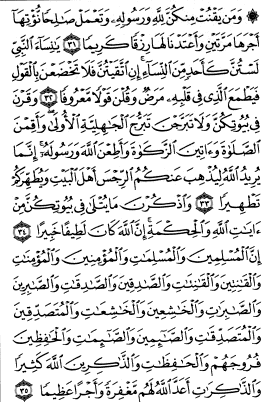 ۞ وَمَن يَقْنُتْ مِنكُنَّ لِلَّهِ وَرَسُولِهِۦ وَتَعْمَلْ صَٰلِحًا نُّؤْتِهَآ
أَجْرَهَا مَرَّتَيْنِ وَأَعْتَدْنَا لَهَا رِزْقًا كَرِيمًا ٣١ يَٰنِسَآءَ ٱلنَّبِيِّ
لَسْتُنَّ كَأَحَدٍ مِّنَ ٱلنِّسَآءِ إِنِ ٱتَّقَيْتُنَّ فَلَا تَخْضَعْنَ بِٱلْقَوْلِ
فَيَطْمَعَ ٱلَّذِى فِى قَلْبِهِۦ مَرَضٌ وَقُلْنَ قَوْلًا مَّعْرُوفًا ٣٢ وَقَرْنَ
فِى بُيُوتِكُنَّ وَلَا تَبَرَّجْنَ تَبَرُّجَ ٱلْجَٰهِلِيَّةِ ٱلْأُولَىٰ وَأَقِمْنَ
ٱلصَّلَوٰةَ وَءَاتِينَ ٱلزَّكَوٰةَ وَأَطِعْنَ ٱللَّهَ وَرَسُولَهُۥٓ إِنَّمَا
يُرِيدُ ٱللَّهُ لِيُذْهِبَ عَنكُمُ ٱلرِّجْسَ أَهْلَ ٱلْبَيْتِ وَيُطَهِّرَكُمْ
تَطْهِيرًا ٣٣ وَٱذْكُرْنَ مَا يُتْلَىٰ فِى بُيُوتِكُنَّ مِنْ
ءَايَٰتِ ٱللَّهِ وَٱلْحِكْمَةِ إِنَّ ٱللَّهَ كَانَ لَطِيفًا خَبِيرًا ٣٤
إِنَّ ٱلْمُسْلِمِينَ وَٱلْمُسْلِمَٰتِ وَٱلْمُؤْمِنِينَ وَٱلْمُؤْمِنَٰتِ
وَٱلْقَٰنِتِينَ وَٱلْقَٰنِتَٰتِ وَٱلصَّٰدِقِينَ وَٱلصَّٰدِقَٰتِ وَٱلصَّٰبِرِينَ
وَٱلصَّٰبِرَٰتِ وَٱلْخَٰشِعِينَ وَٱلْخَٰشِعَٰتِ وَٱلْمُتَصَدِّقِينَ
وَٱلْمُتَصَدِّقَٰتِ وَٱلصَّٰٓئِمِينَ وَٱلصَّٰٓئِمَٰتِ وَٱلْحَٰفِظِينَ
فُرُوجَهُمْ وَٱلْحَٰفِظَٰتِ وَٱلذَّٰكِرِينَ ٱللَّهَ كَثِيرًا
وَٱلذَّٰكِرَٰتِ أَعَدَّ ٱللَّهُ لَهُم مَّغْفِرَةً وَأَجْرًا عَظِيمًا ٣٥